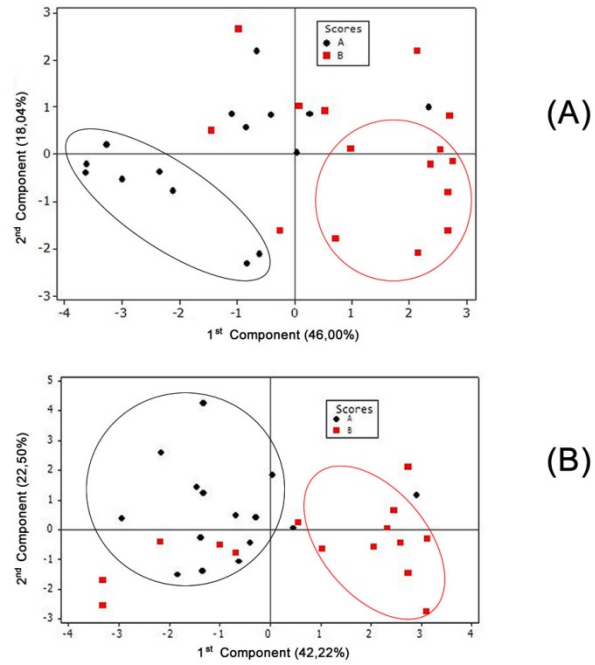 3
2
1
0
-1
-2
-3
2nd Component (18,04%)
Scores
A
B
-4
-3
-2
-1
0
1
2
3
1st Component (46,00%)
(A)
5
4
3
2
1
0
-1
-2
-3
2nd Component (22,50%)
Scores
A
B
-4
-3
-2
-1
0
1
2
3
4
1st Component (42,22%)
(B)